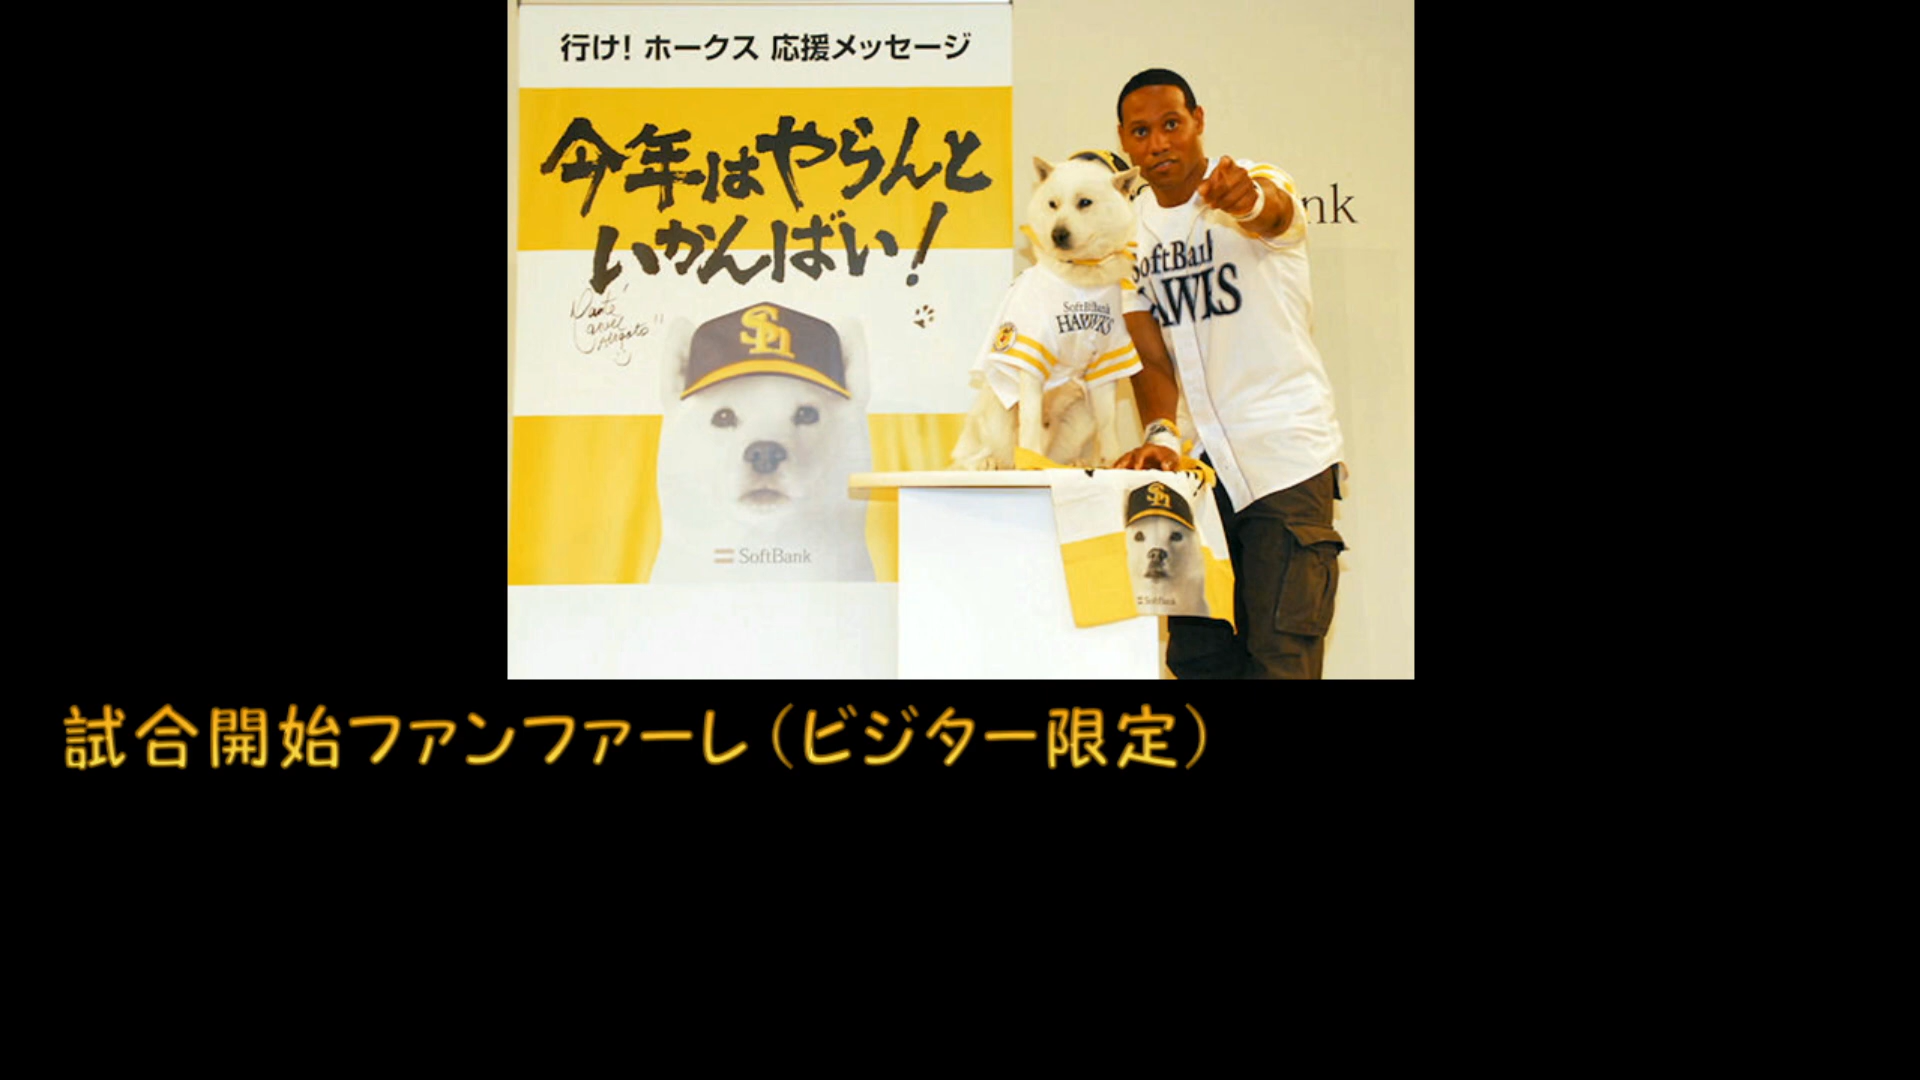 行け! ホークス 応援メッセージ
今年はやらんと
いかんばい!
SoftBank
nk
SoftBank
HAWKS
SoftBank
HAWKS
SoftBank
試合開始ファンファーレ(ビジター限定)